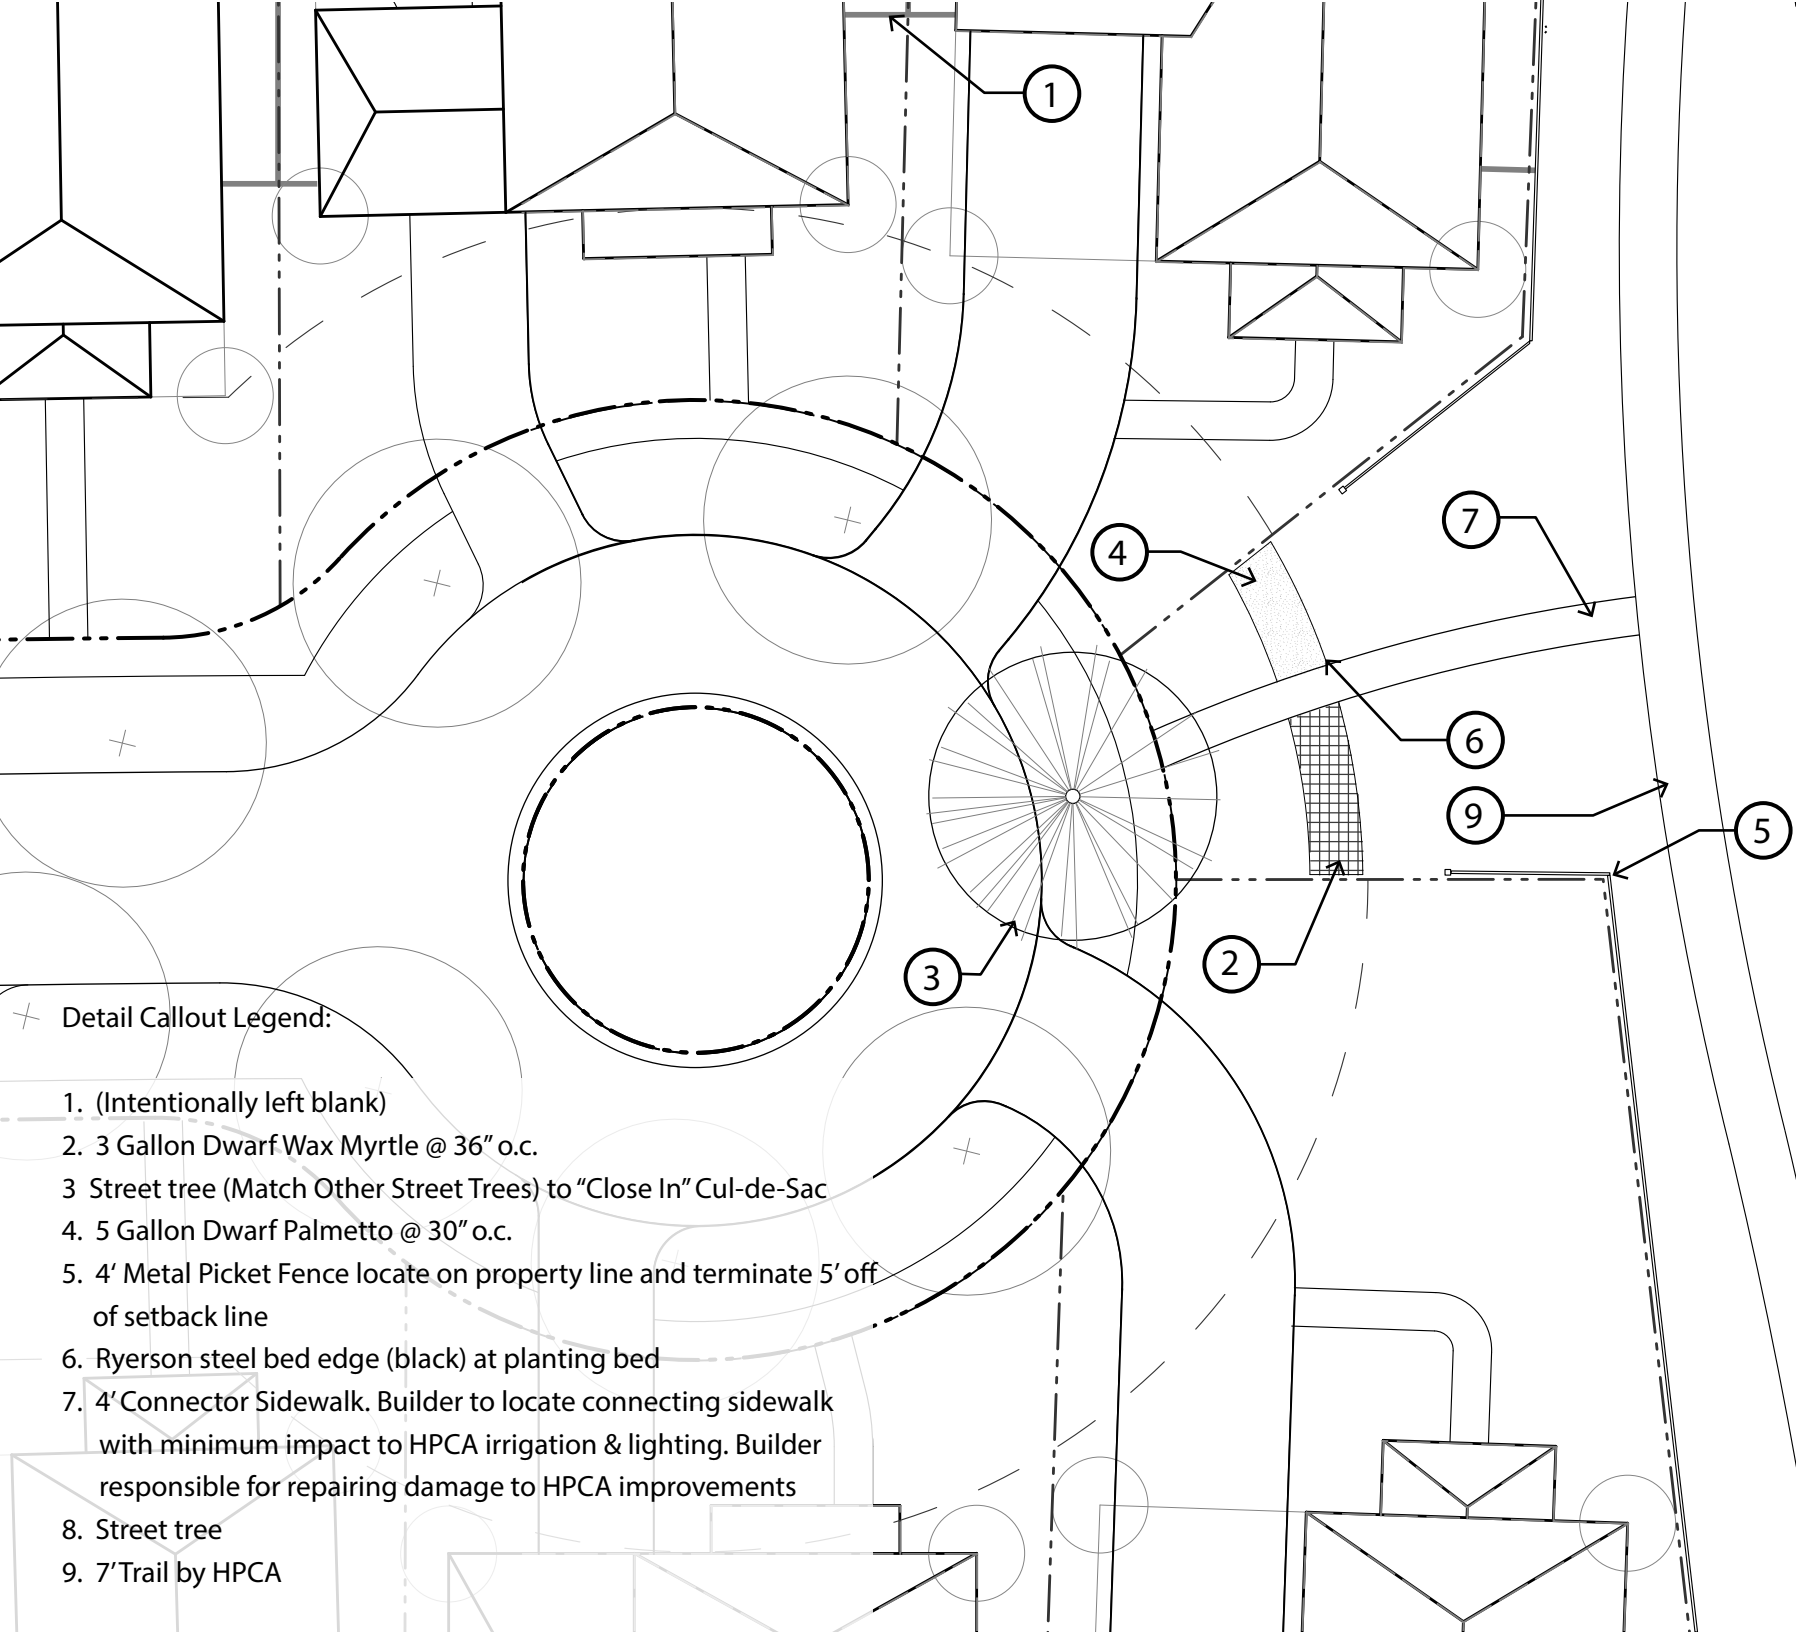 1
7
4
6
9
5
3
2
Detail Callout Legend:
1. (Intentionally left blank)
2. 3 Gallon Dwarf Wax Myrtle @ 36” o.c.
3 Street tree (Match Other Street Trees) to “Close In” Cul-de-Sac
4. 5 Gallon Dwarf Palmetto @ 30” o.c.
5. 4‘ Metal Picket Fence locate on property line and terminate 5’ off
of setback line
6. Ryerson steel bed edge (black) at planting bed
7. 4’ Connector Sidewalk. Builder to locate connecting sidewalk
with minimum impact to HPCA irrigation & lighting. Builder
responsible for repairing damage to HPCA improvements
8. Street tree
9. 7’ Trail by HPCA